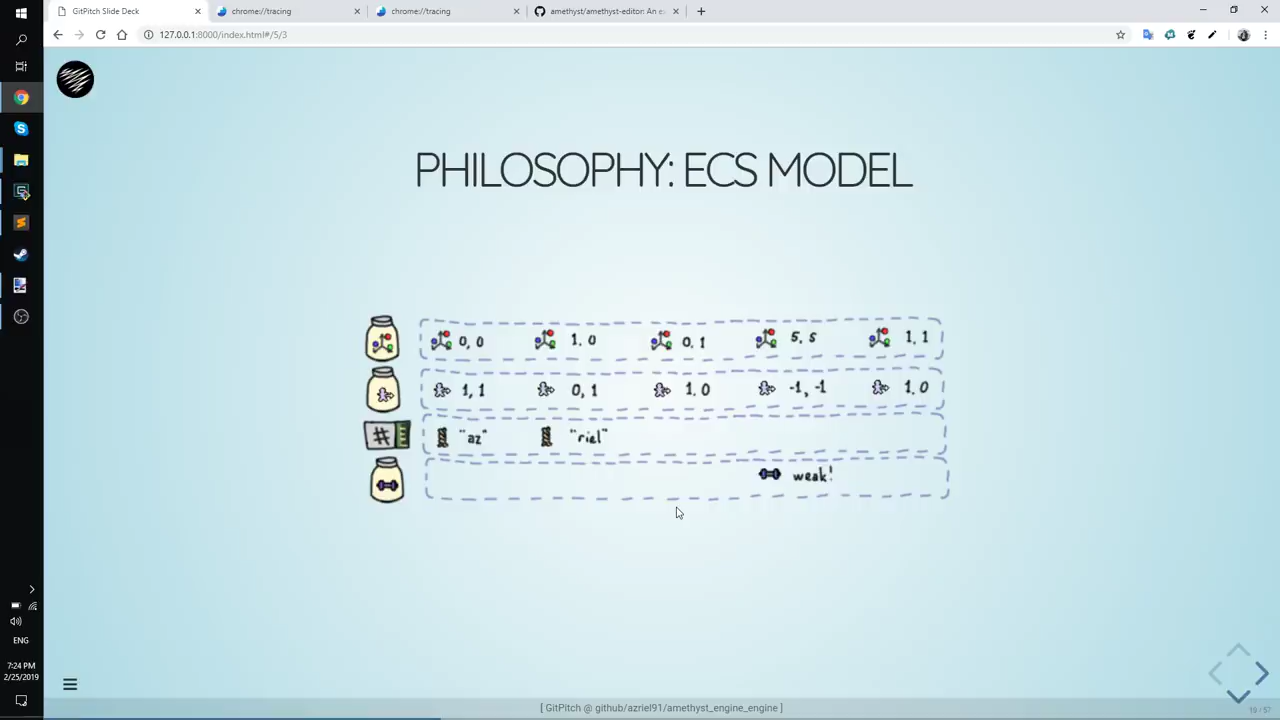 GitPitch Slide Deck
chrome://tracing
chrome://tracing
amethyst/amethyst-editor: An ex
127.0.0.1:8000/index.html#/5/3
PHILOSOPHY: ECS MODEL
0, 0 1, 0 0, 1 5, 5 1, 1
1, 1 0, 1 1, 0 -1, -1 1, 0
# "az" "riel"
weak!
ENG
7:24 PM
2/25/2019
[ GitPitch @ github/azriel91/amethyst_engine_engine ]
19 / 57